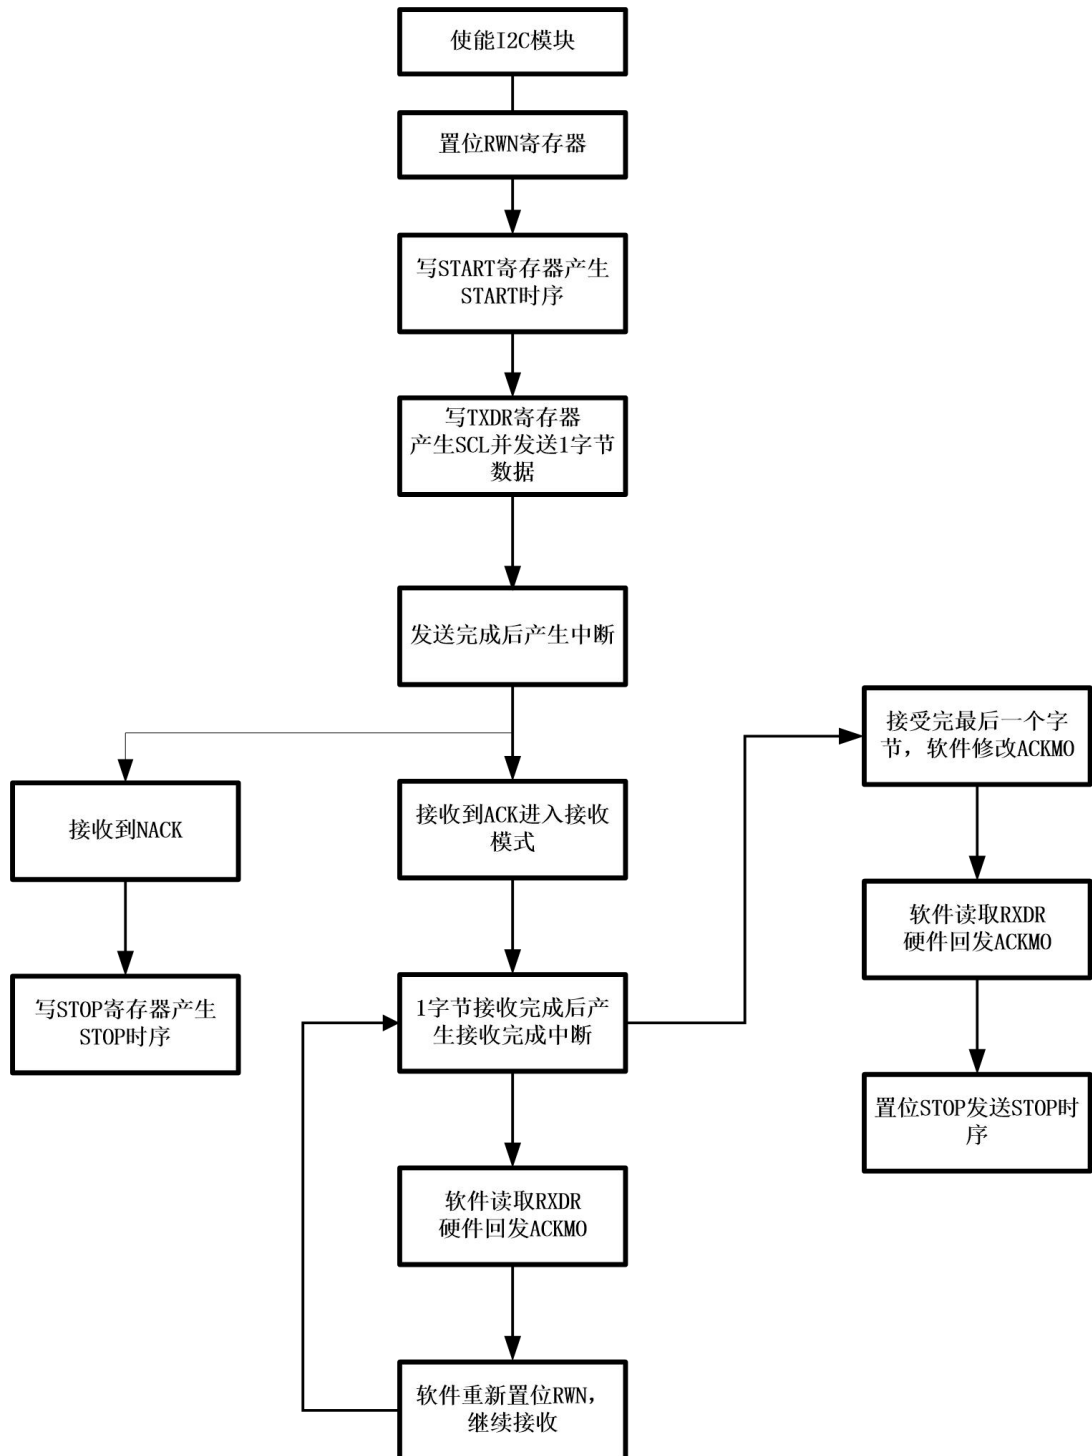 使能I2C模块
置位RWN寄存器
写START寄存器产生
START时序
写TXDR寄存器
产生SCL并发送1字节
数据
发送完成后产生中断
接收到NACK
写STOP寄存器产生
STOP时序
接收到ACK进入接收
模式
1字节接收完成后产
生接收完成中断
软件读取RXDR
硬件回发ACKMO
软件重新置位RWN，
继续接收
接受完最后一个字
节，软件修改ACKMO
软件读取RXDR
硬件回发ACKMO
置位STOP发送STOP时
序